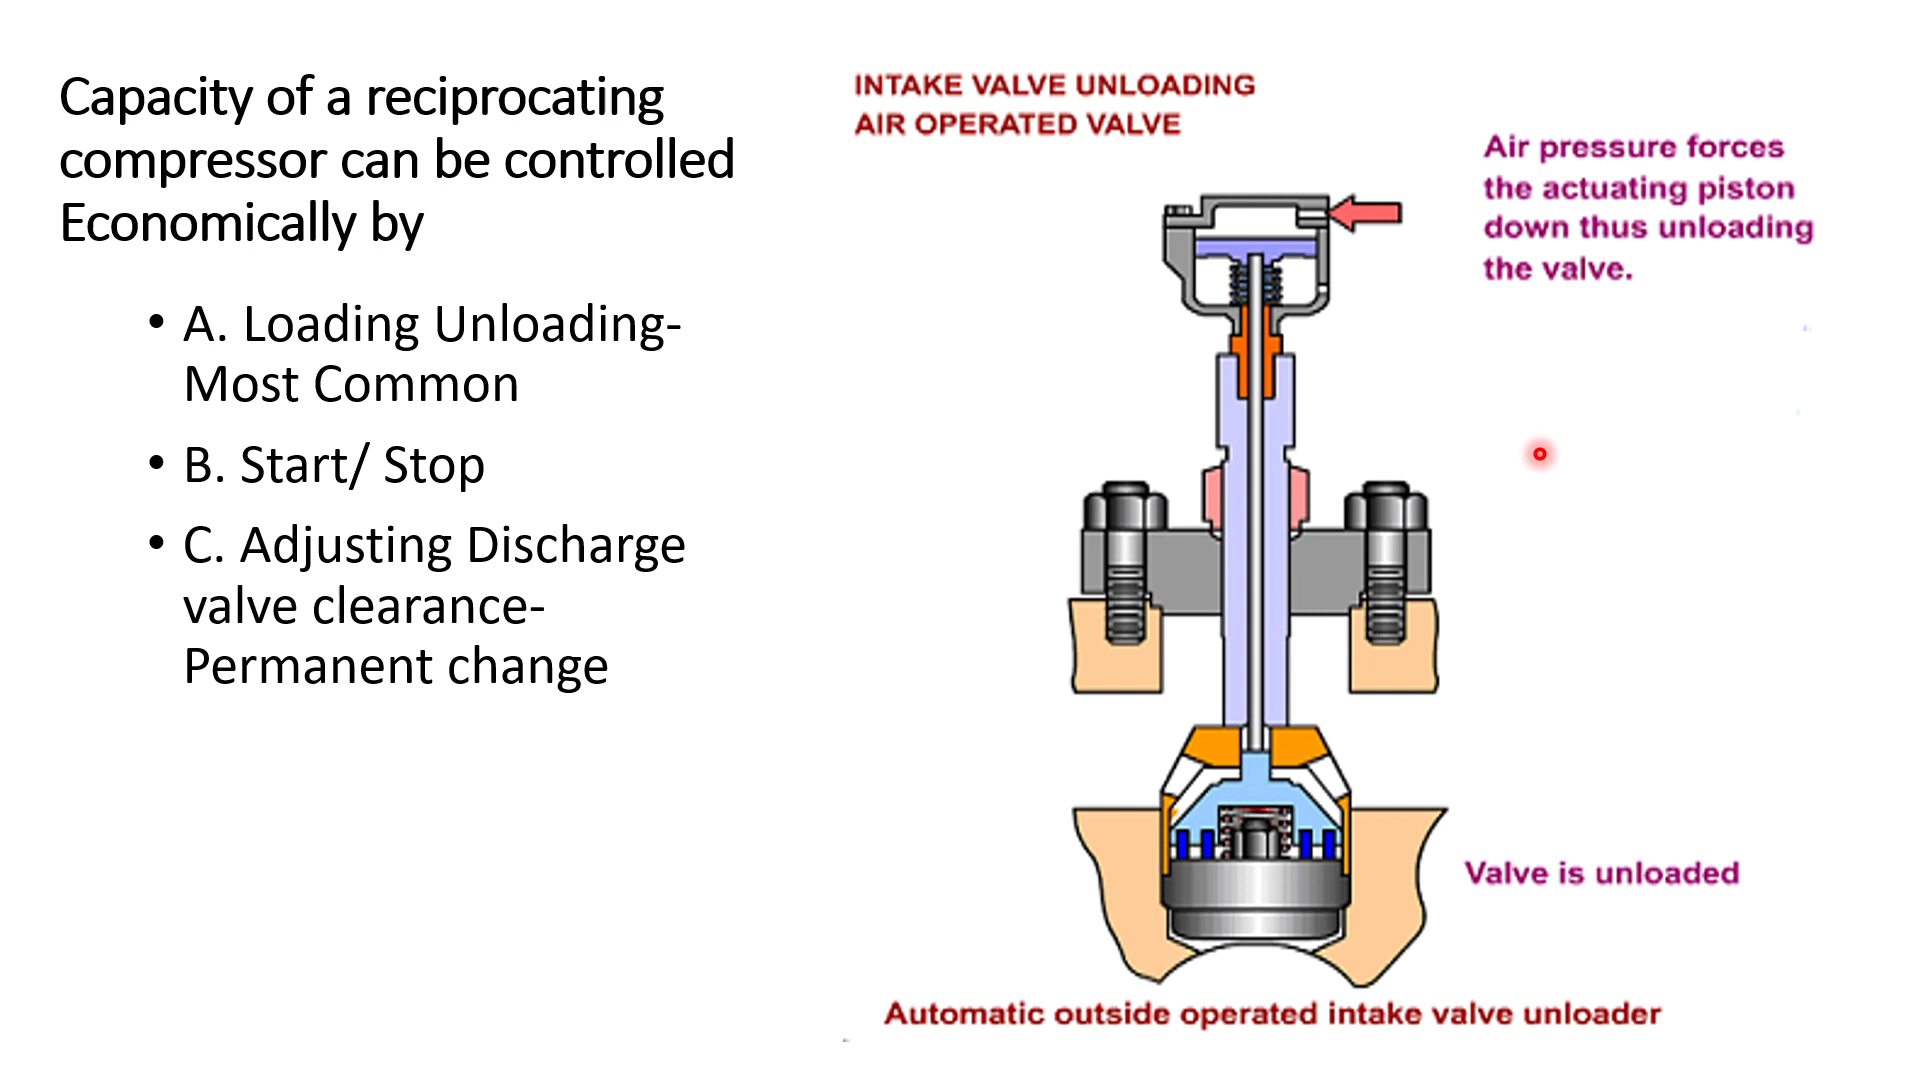 Capacity of a reciprocating
compressor can be controlled
Economically by
• A. Loading Unloading-
Most Common
• B. Start/ Stop
• C. Adjusting Discharge
valve clearance-
Permanent change
INTAKE VALVE UNLOADING
AIR OPERATED VALVE
Air pressure forces
the actuating piston
down thus unloading
the valve.
Valve is unloaded
Automatic outside operated intake valve unloader